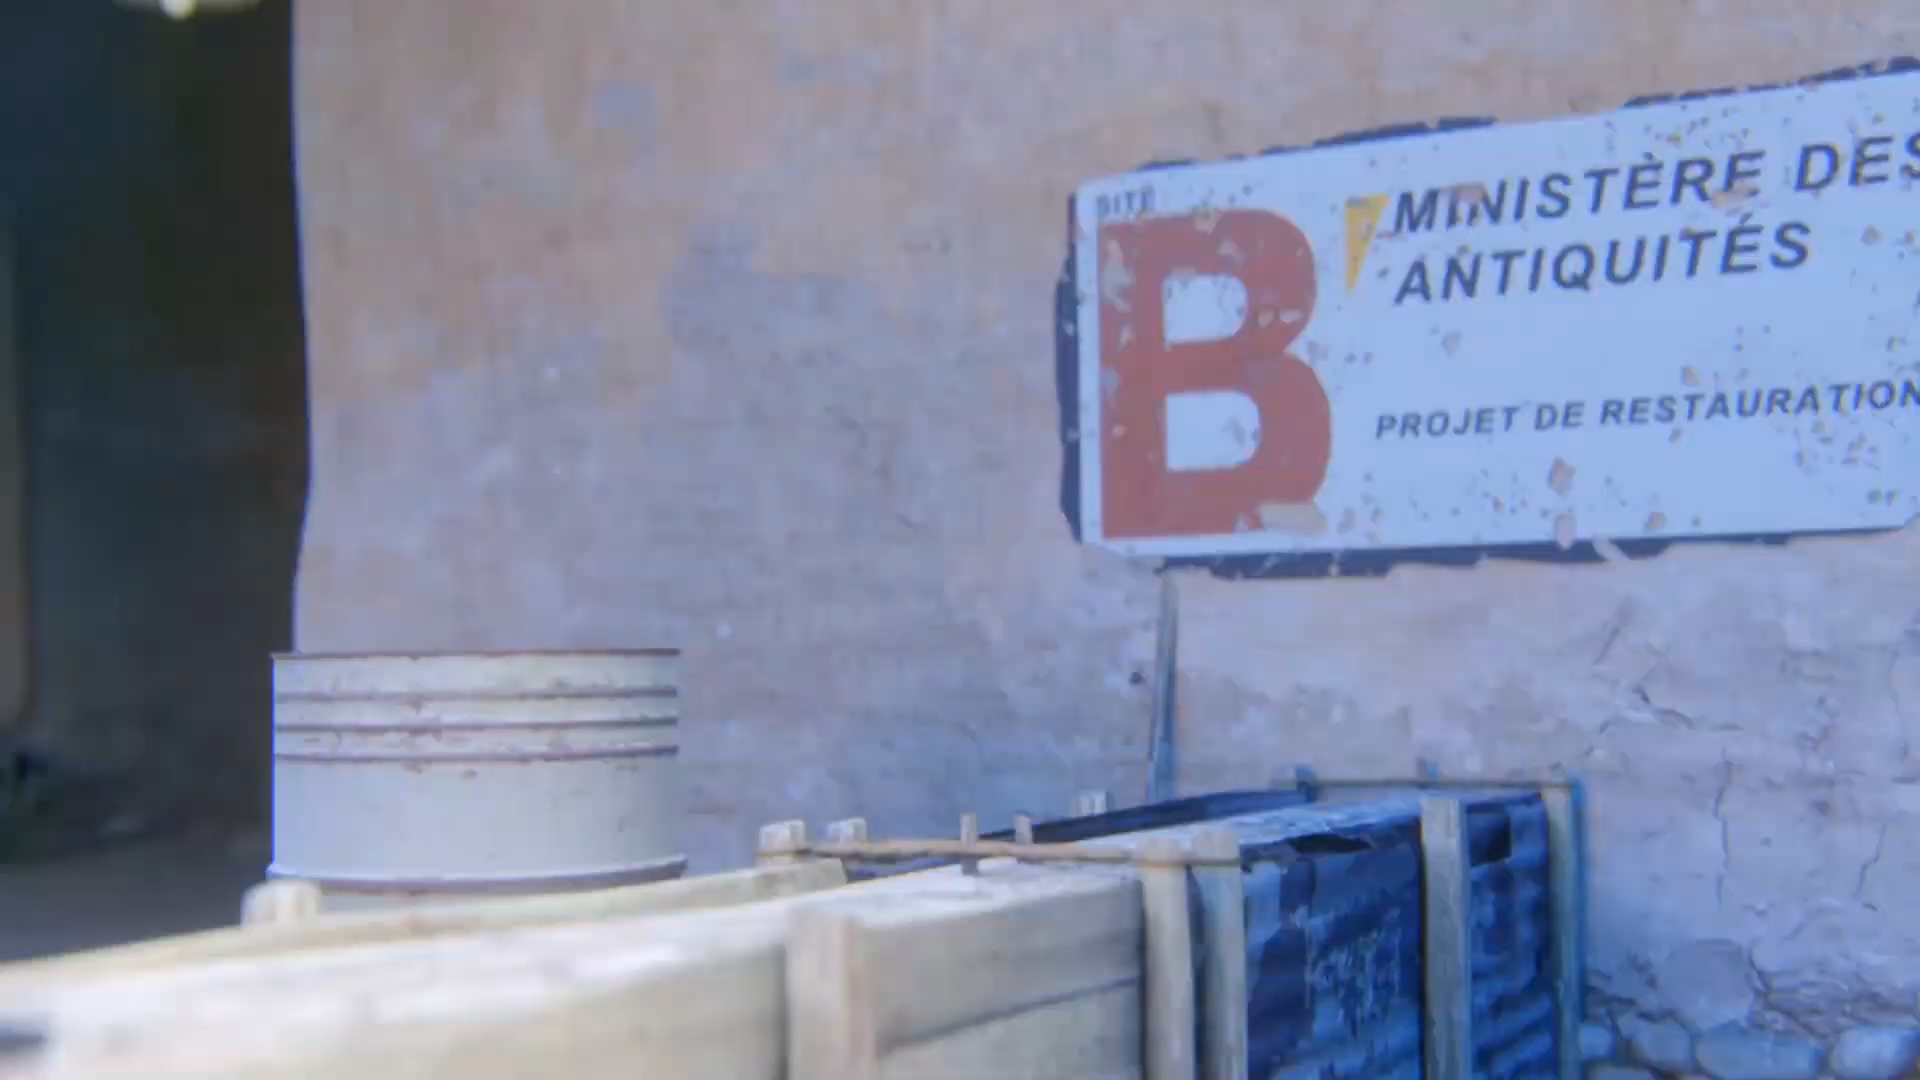 SITE
B
MINISTÈRE DES
ANTIQUITÉS
PROJET DE RESTAURATION